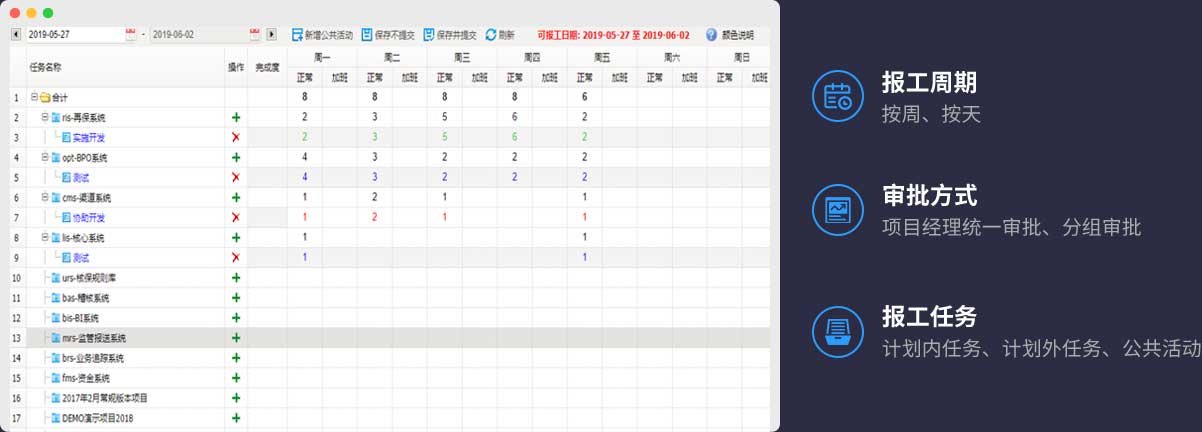 2019-05-27 - 2019-06-02 新增公共活动 保存不提交 保存并提交 刷新 可报工日期: 2019-05-27 至 2019-06-02 颜色说明
任务名称 操作 完成度 周一 周二 周三 周四 周五 周六 周日
正常 加班 正常 加班 正常 加班 正常 加班 正常 加班 正常 加班 正常 加班
1 合计 8 8 8 8 6
2 ris-再保系统 2 3 5 6 2
3 实施开发 2 3 5 6 2
4 opt-BPO系统 4 3 2 2 2
5 测试 4 3 2 2 2
6 cms-渠道系统 1 2 1 1
7 协助开发 1 2 1 1
8 lis-核心系统 1 1
9 测试 1 1
10 urs-核保规则库
11 bas-稽核系统
12 bis-BI系统
13 mrs-监管报送系统
14 brs-业务追踪系统
15 fms-资金系统
16 2017年2月常规版本项目
17 DEMO演示项目2018
报工周期
按周、按天
审批方式
项目经理统一审批、分组审批
报工任务
计划内任务、计划外任务、公共活动